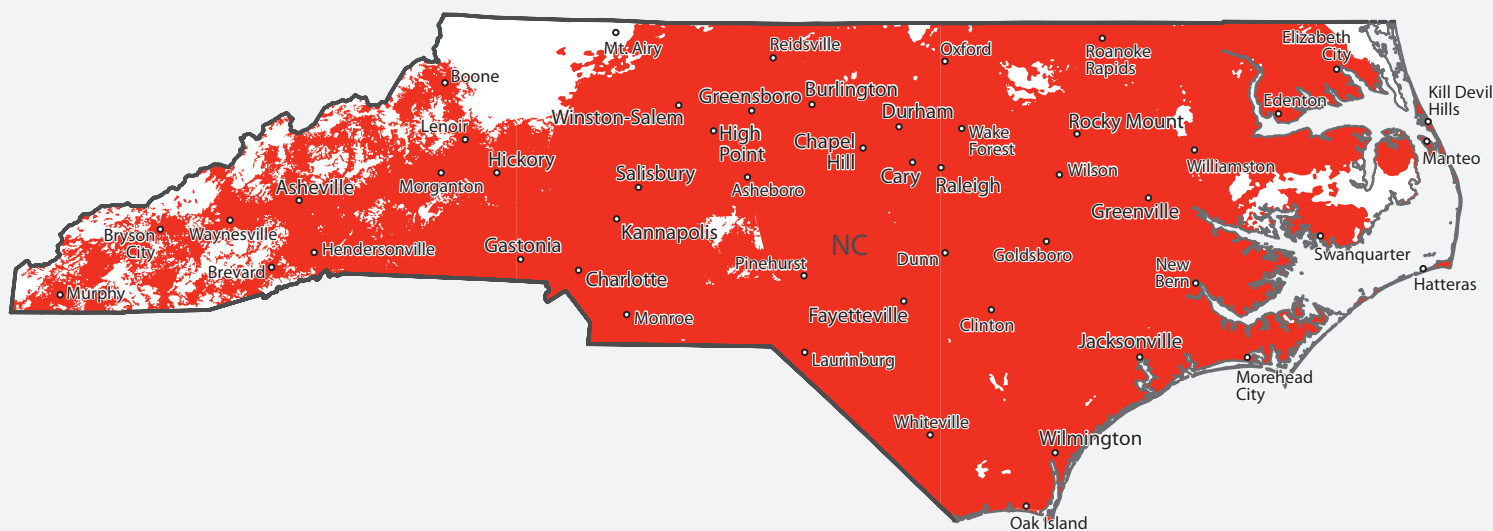 Elizabeth
City
Mt. Airy
Reidsville
Oxford
Roanoke
Rapids
Boone
Kill Devil
Hills
Greensboro
Burlington
Edenton
Winston-Salem
Durham
Rocky Mount
Lenoir
High
Point
Chapel
Hill
Wake
Forest
Manteo
Hickory
Williamston
Salisbury
Cary
Raleigh
Wilson
Morganton
Asheville
Asheboro
Greenville
Bryson
City
Waynesville
Kannapolis
NC
Hendersonville
Gastonia
Dunn
Goldsboro
Swanquarter
Brevard
Pinehurst
New
Bern
Charlotte
Hatteras
Murphy
Monroe
Fayetteville
Clinton
Jacksonville
Laurinburg
Morehead
City
Whiteville
Wilmington
Oak Island